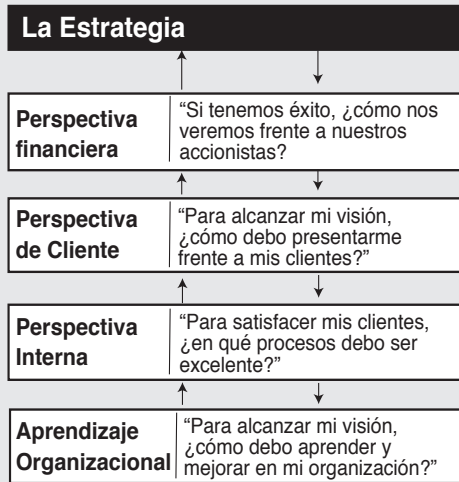 La Estrategia
Perspectiva
financiera
“Si tenemos éxito, ¿cómo nos
veremos frente a nuestros
accionistas?
Perspectiva
de Cliente
“Para alcanzar mi visión,
¿cómo debo presentarme
frente a mis clientes?”
Perspectiva
Interna
“Para satisfacer mis clientes,
¿en qué procesos debo ser
excelente?”
Aprendizaje
Organizacional
“Para alcanzar mi visión,
¿cómo debo aprender y
mejorar en mi organización?”